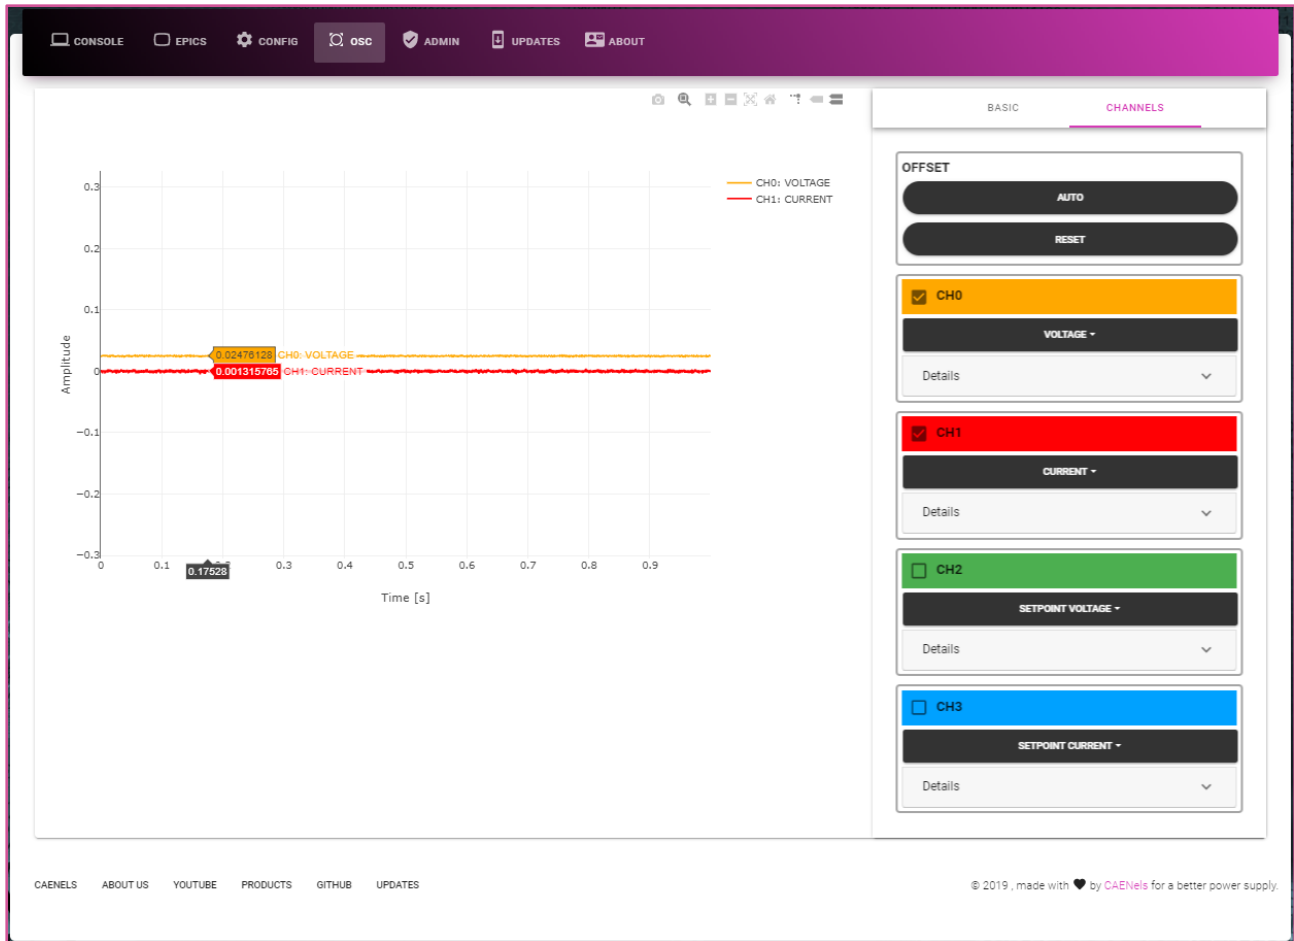 CONSOLE EPICS CONFIG OSC ADMIN UPDATES ABOUT
BASIC CHANNELS
CH0: VOLTAGE
CH1: CURRENT
0.3
0.2
0.1
0
−0.1
−0.2
−0.3
Amplitude
0.02476128 CH0: VOLTAGE
0.001315765 CH1: CURRENT
0 0.1 0.3 0.4 0.5 0.6 0.7 0.8 0.9
0.17528
Time [s]
OFFSET
AUTO
RESET
CH0
VOLTAGE
Details
CH1
CURRENT
Details
CH2
SETPOINT VOLTAGE
Details
CH3
SETPOINT CURRENT
Details
CAENELS ABOUT US YOUTUBE PRODUCTS GITHUB UPDATES
© 2019 , made with ♥ by CAENels for a better power supply.